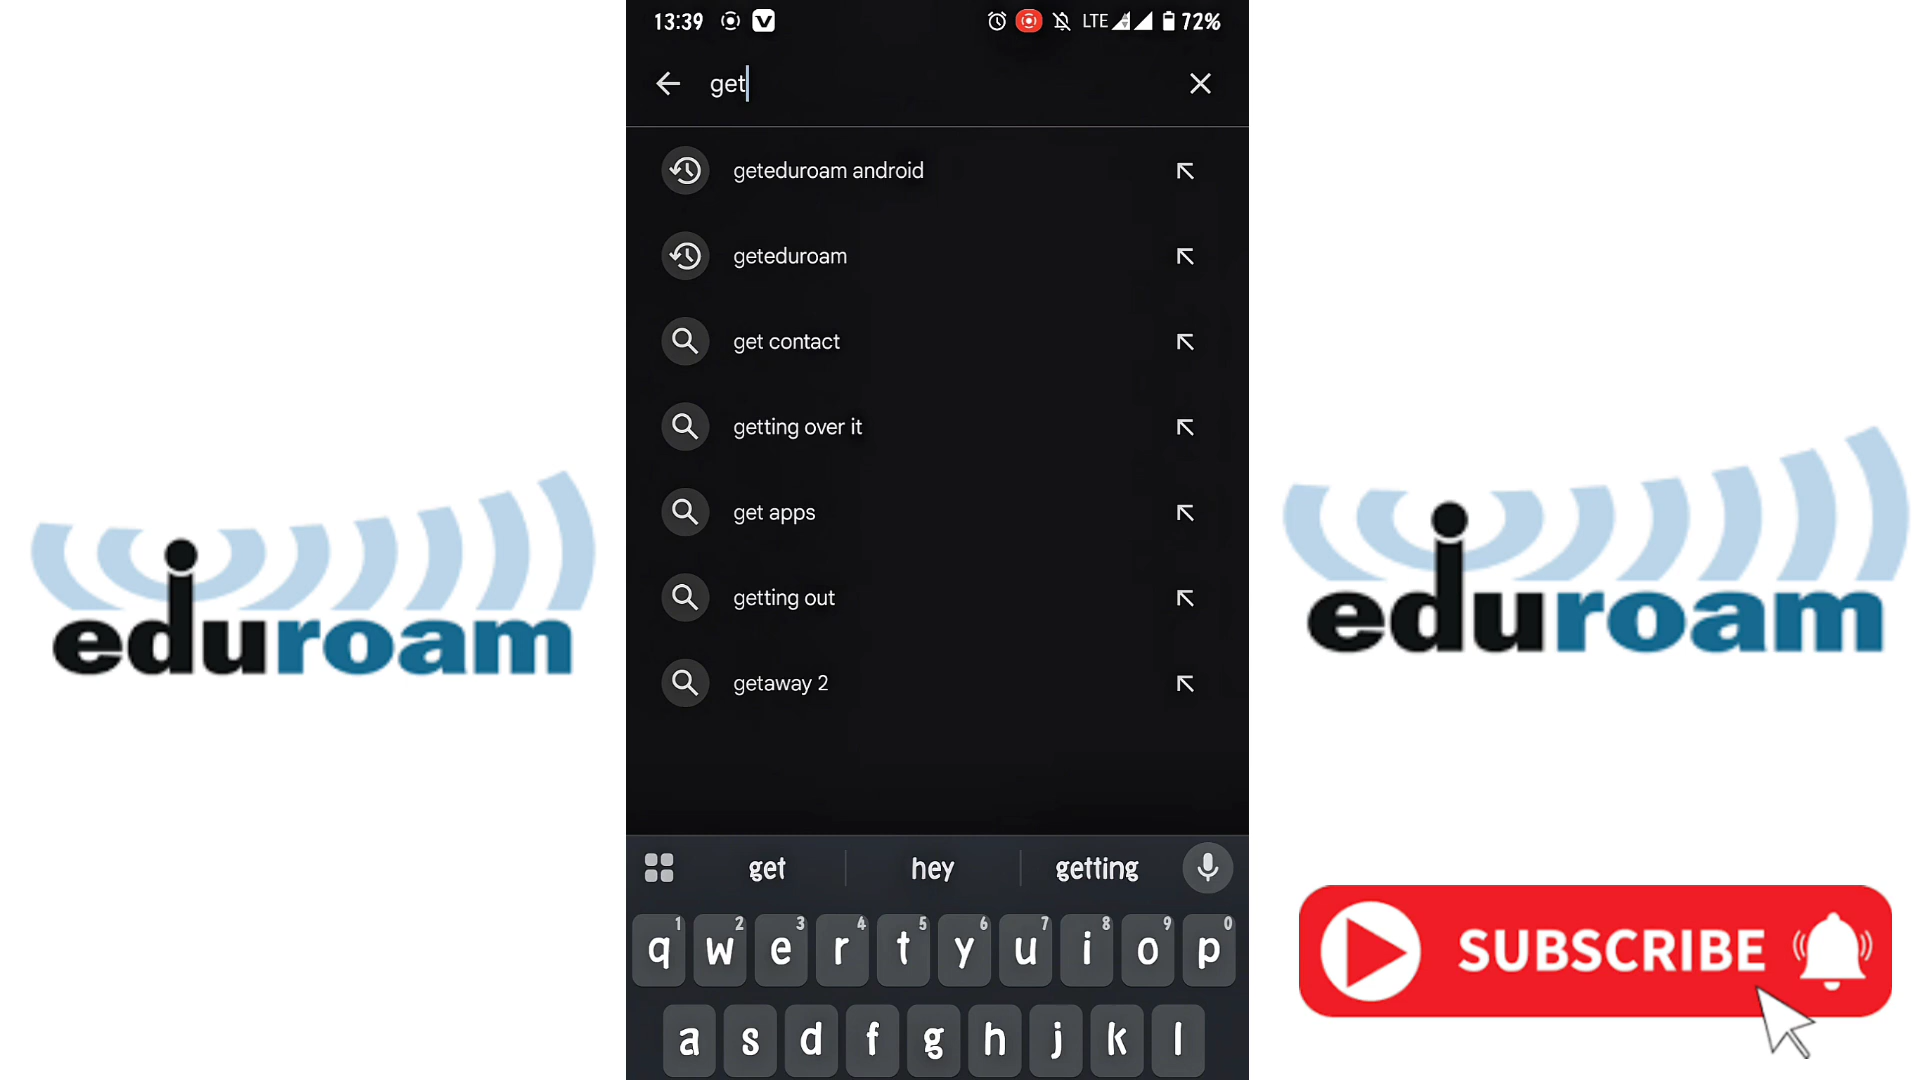 13:39 LTE 72%
get
geteduroam android
geteduroam
get contact
getting over it
get apps
getting out
getaway 2
eduroam
eduroam
get hey getting
1 2 3 4 5 6 7 8 9 0
q w e r t y u i o p
SUBSCRIBE
a s d f g h j k l